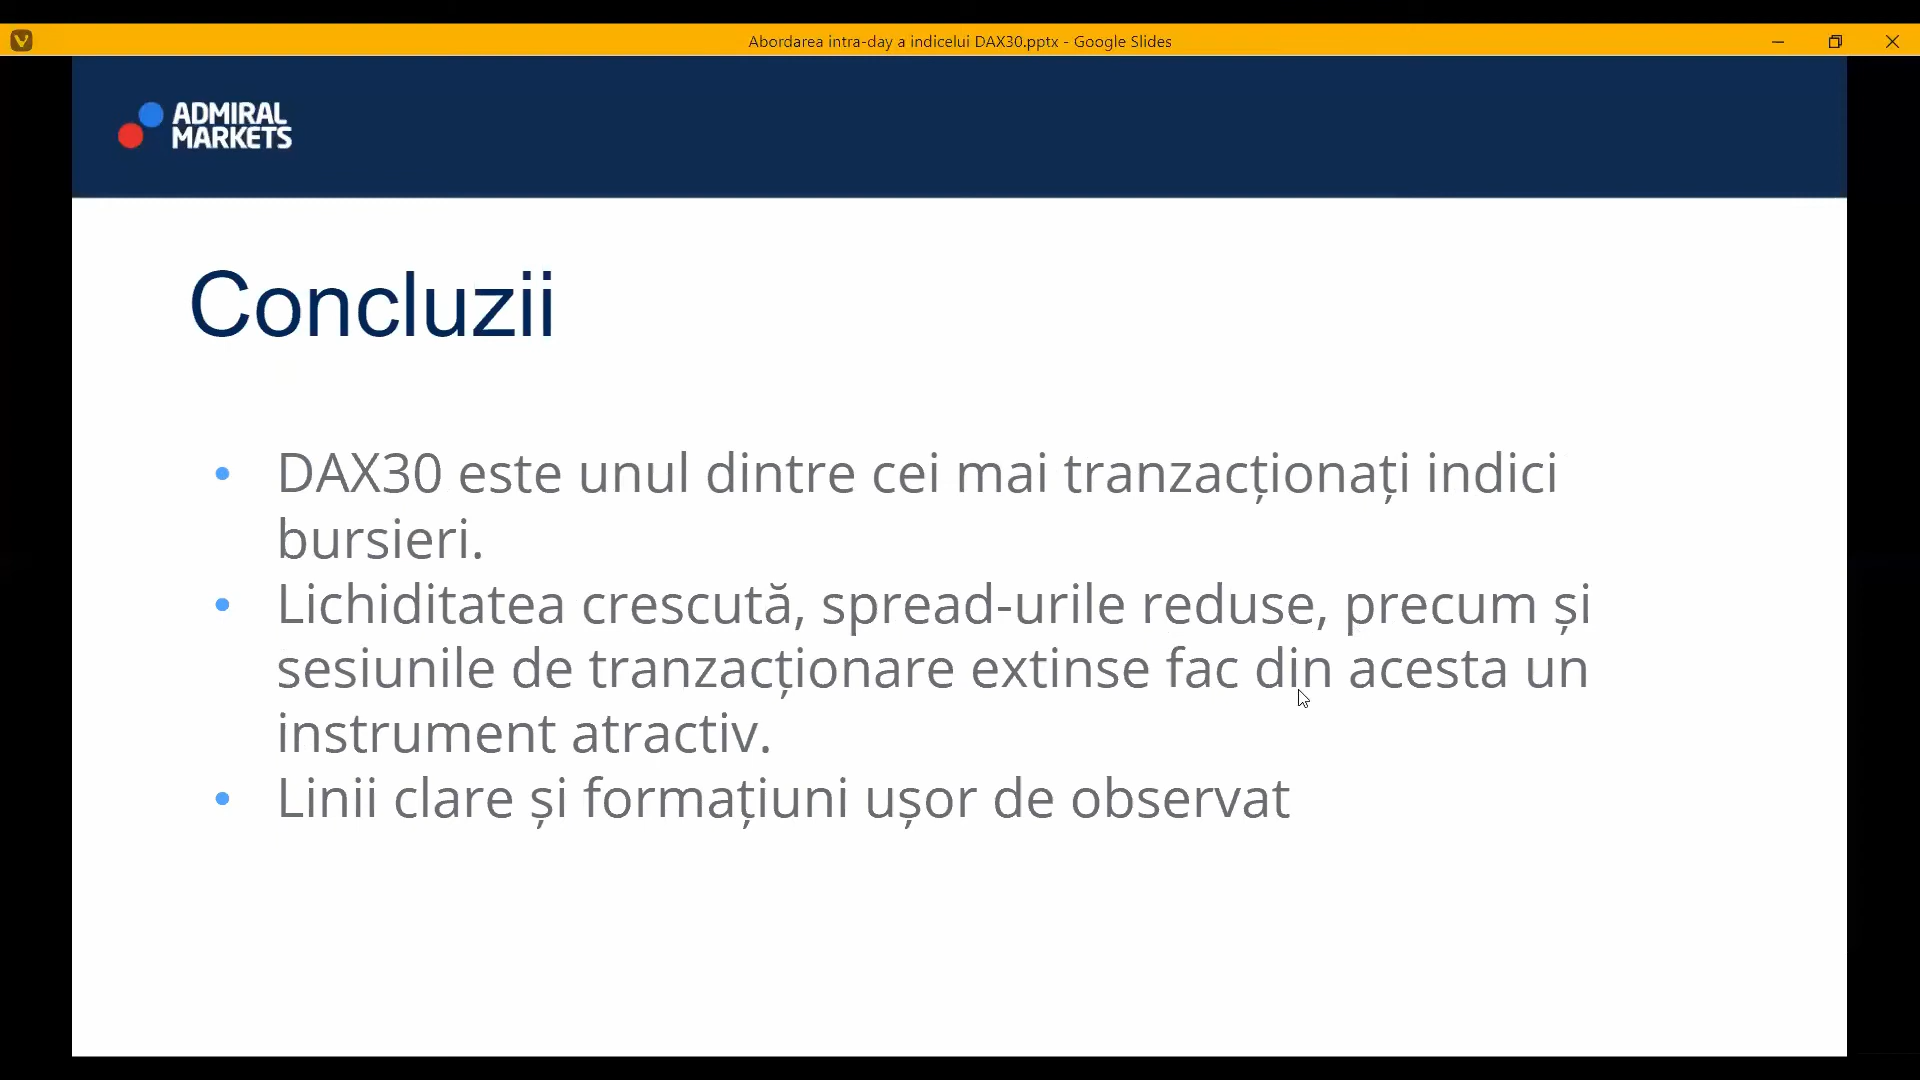 Abordarea intra-day a indicelui DAX30.pptx - Google Slides
ADMIRAL
MARKETS
Concluzii
• DAX30 este unul dintre cei mai tranzacționați indici
bursieri.
• Lichiditatea crescută, spread-urile reduse, precum și
sesiunile de tranzacționare extinse fac din acesta un
instrument atractiv.
• Linii clare și formațiuni ușor de observat